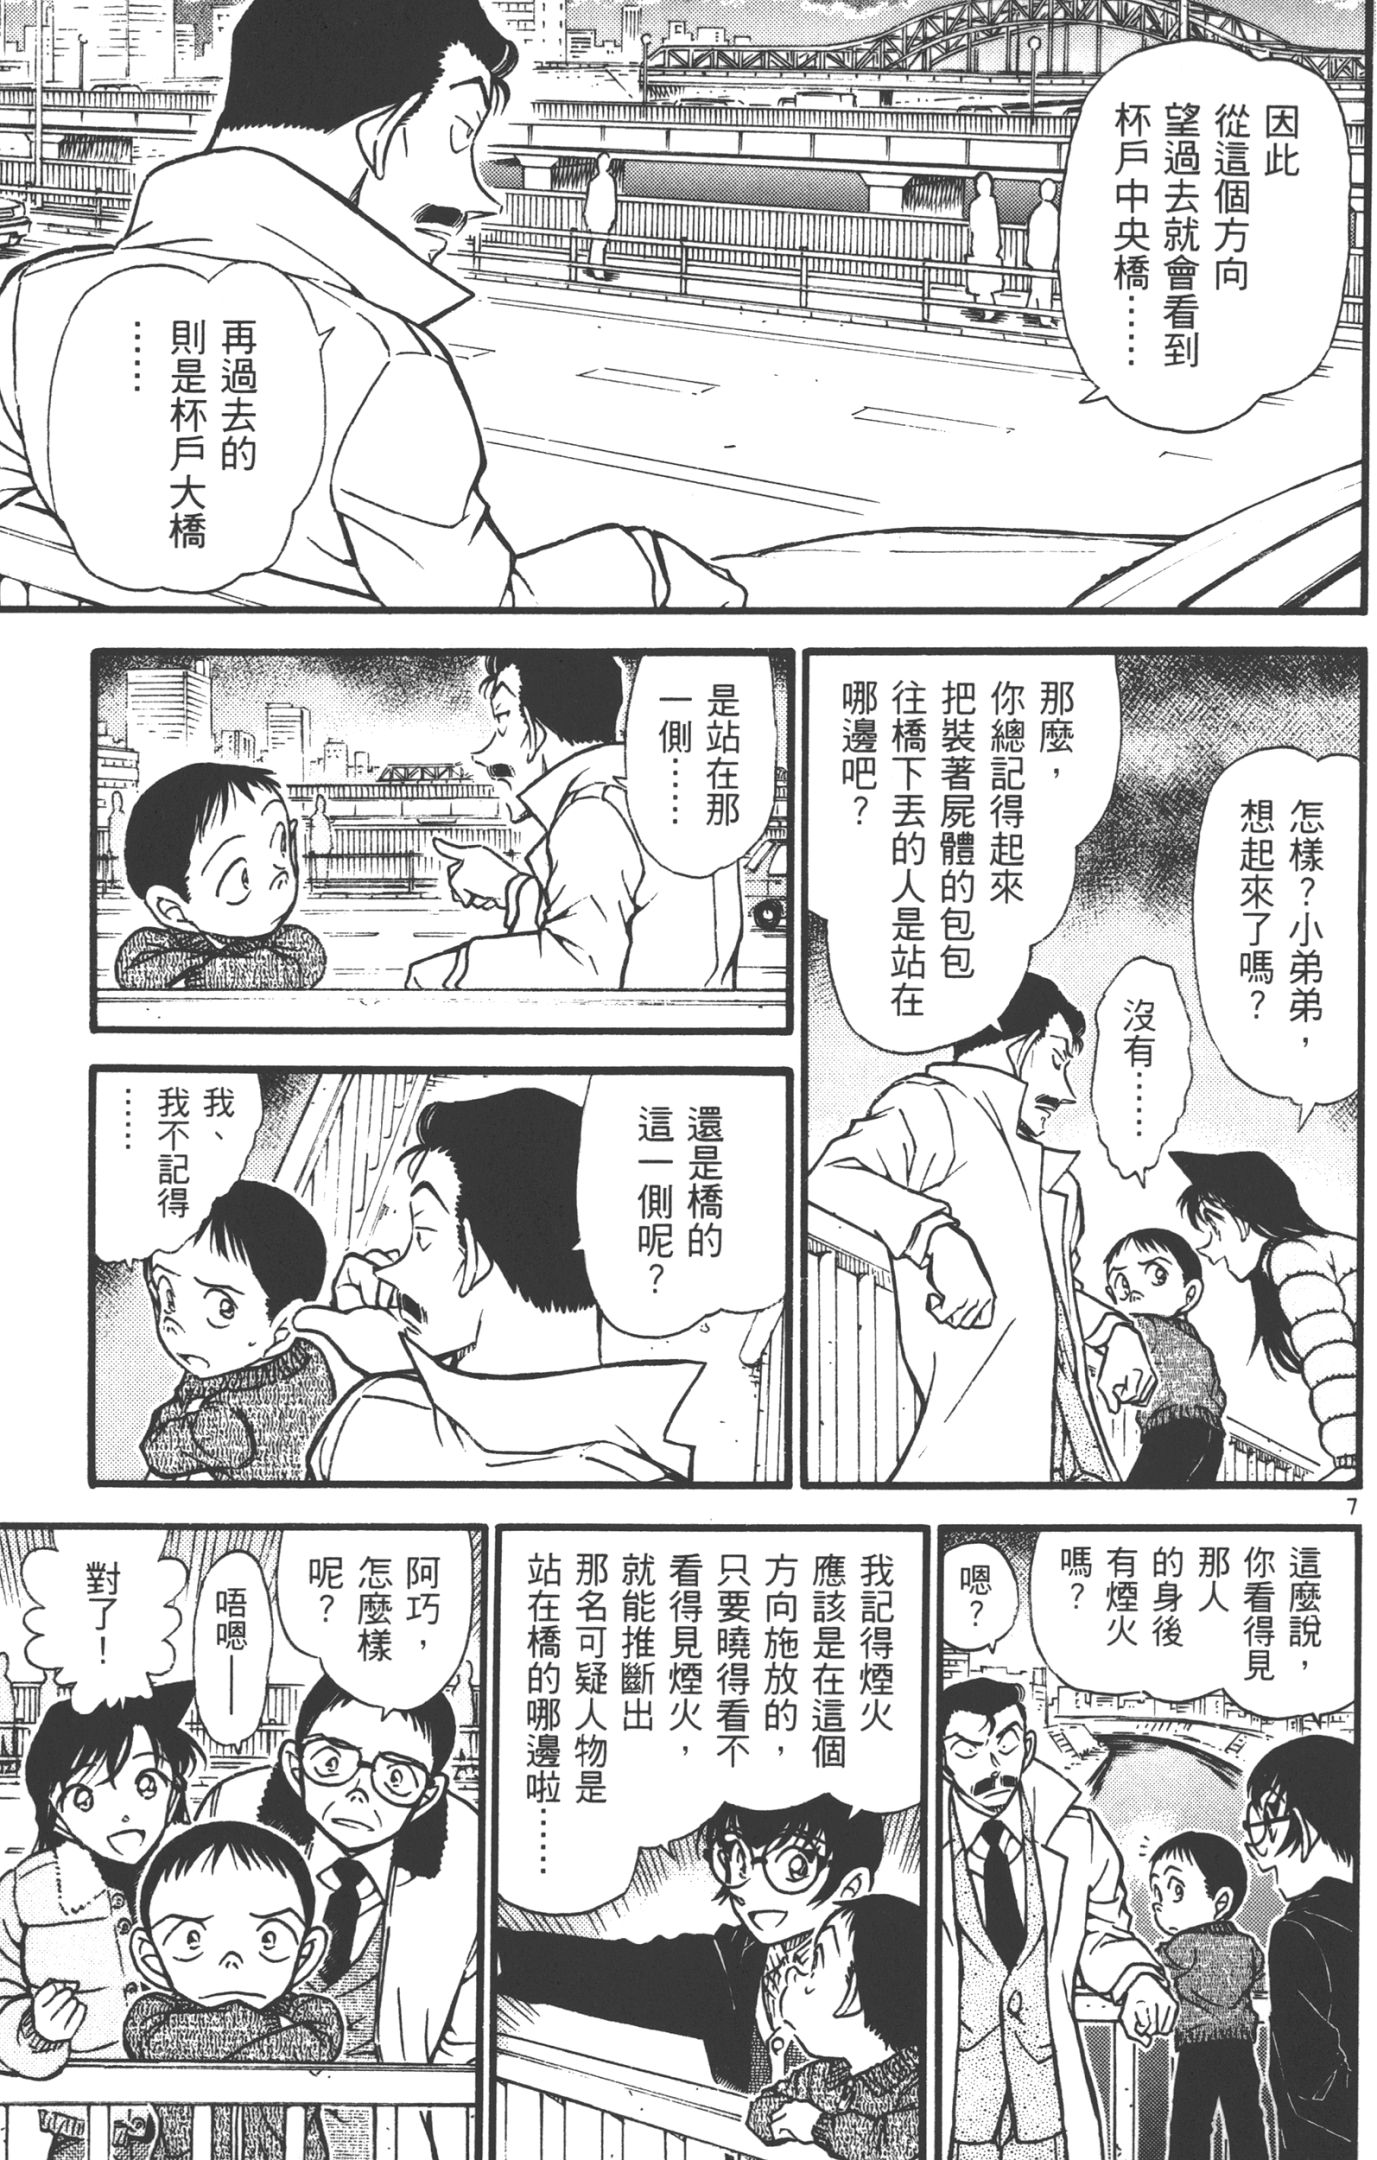 因此
從這個方向
望過去就會看到
杯戶中央橋……
再過去的
則是杯戶大橋
……
怎樣？小弟弟，
想起來了嗎？
沒有……
那麼，
你總記得起來
把裝著屍體的包包
往橋下丟的人是站在
哪邊吧？
是站在那
一側……
還是橋的
這一側呢？
我、
我不記得
……
7
這麼說，
你看得見
那人
的身後
有煙火
嗎？
嗯？
我記得煙火
應該是在這個
方向施放的，
只要曉得看不
看得見煙火，
就能推斷出
那名可疑人物是
站在橋的哪邊啦……
阿巧，
怎麼樣
呢？
唔嗯——
對了！